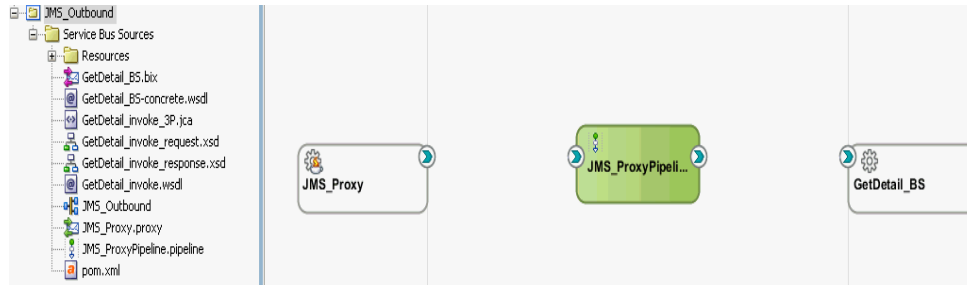 JMS_Outbound
Service Bus Sources
Resources
GetDetail_BS.bix
GetDetail_BS-concrete.wsdl
GetDetail_invoke_3P.jca
GetDetail_invoke_request.xsd
GetDetail_invoke_response.xsd
GetDetail_invoke.wsdl
JMS_Outbound
JMS_Proxy.proxy
JMS_ProxyPipeline.pipeline
pom.xml
JMS_Proxy
JMS_ProxyPipeli...
GetDetail_BS